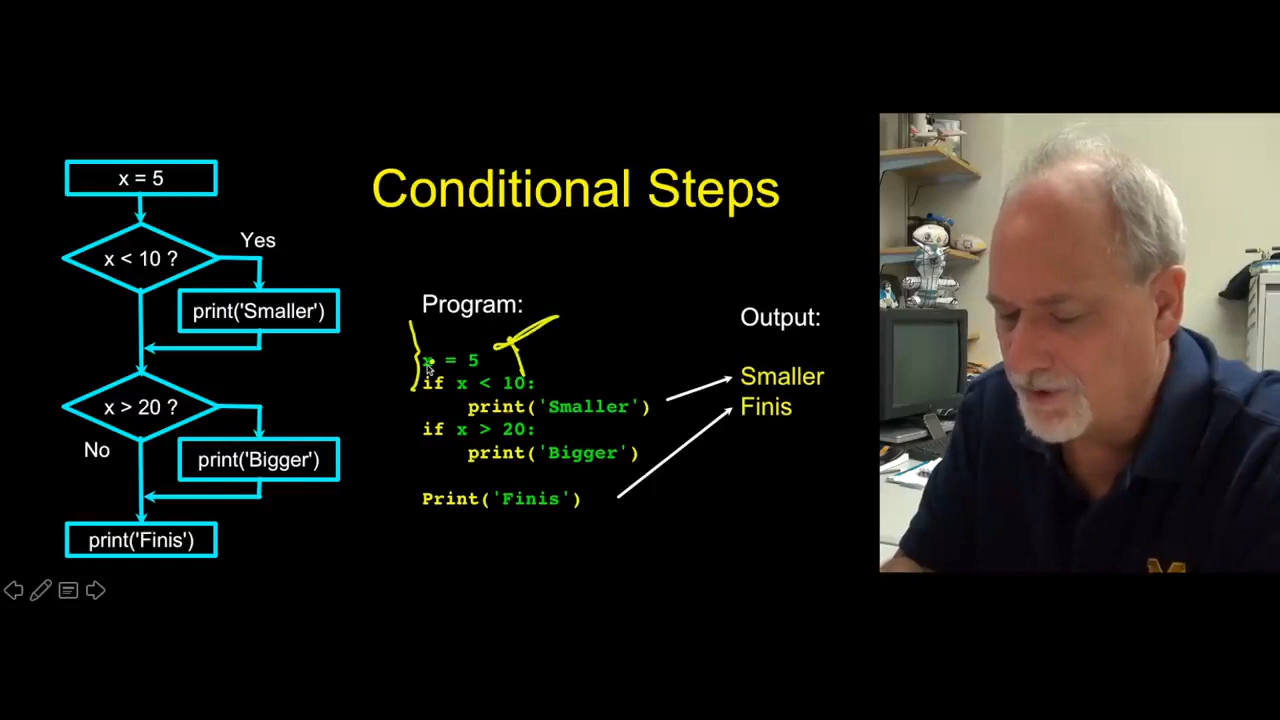 Conditional Steps
x = 5
x < 10 ?
Yes
print('Smaller')
x > 20 ?
No
print('Bigger')
print('Finis')
Program:
x = 5
if x < 10:
print('Smaller')
if x > 20:
print('Bigger')
Print('Finis')
Output:
Smaller
Finis